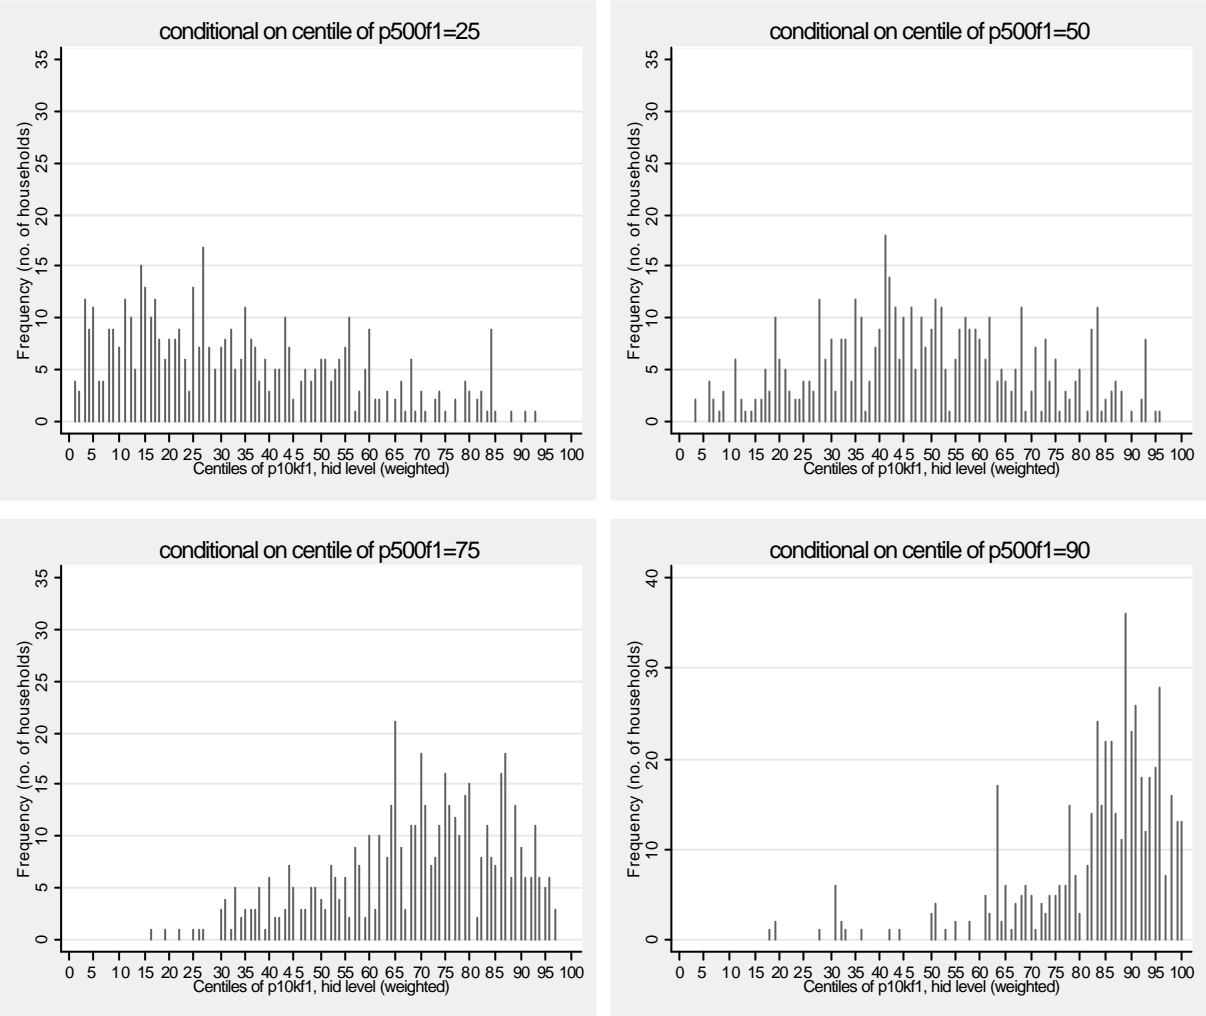 conditional on centile of p500f1=25
Frequency (no. of households)
35
30
25
20
15
10
5
0
0 5 10 15 20 25 30 35 40 45 50 55 60 65 70 75 80 85 90 95 100
Centiles of p10kf1, hid level (weighted)
conditional on centile of p500f1=50
Frequency (no. of households)
35
30
25
20
15
10
5
0
0 5 10 15 20 25 30 35 40 45 50 55 60 65 70 75 80 85 90 95 100
Centiles of p10kf1, hid level (weighted)
conditional on centile of p500f1=75
Frequency (no. of households)
35
30
25
20
15
10
5
0
0 5 10 15 20 25 30 35 40 45 50 55 60 65 70 75 80 85 90 95 100
Centiles of p10kf1, hid level (weighted)
conditional on centile of p500f1=90
Frequency (no. of households)
40
30
20
10
0
0 5 10 15 20 25 30 35 40 45 50 55 60 65 70 75 80 85 90 95 100
Centiles of p10kf1, hid level (weighted)